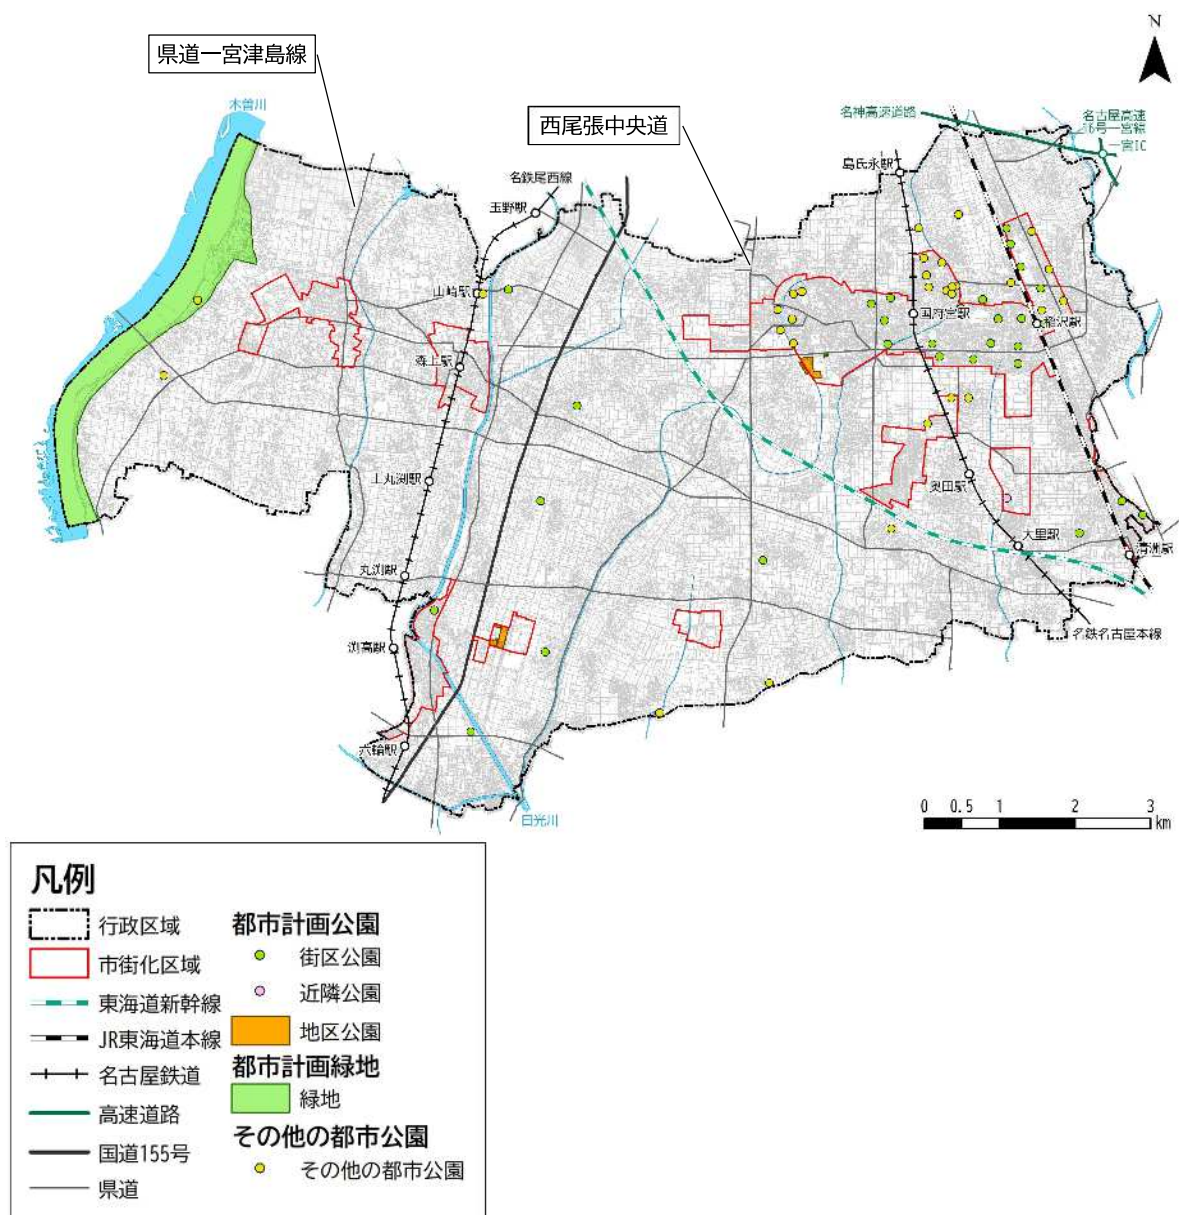 N
県道一宮津島線
西尾張中央道
木曽川
名神高速道路
名古屋高速
16号一宮線
一宮IC
島氏永駅
名鉄尾西線
玉野駅
山崎駅
国府宮駅
稲沢駅
森上駅
上丸渕駅
奥田駅
大里駅
清洲駅
丸渕駅
渕高駅
名鉄名古屋本線
六輪駅
日光川
0 0.5 1 2 3
km
凡例
行政区域
市街化区域
東海道新幹線
JR東海道本線
名古屋鉄道
高速道路
国道155号
県道
都市計画公園
街区公園
近隣公園
地区公園
都市計画緑地
緑地
その他の都市公園
その他の都市公園